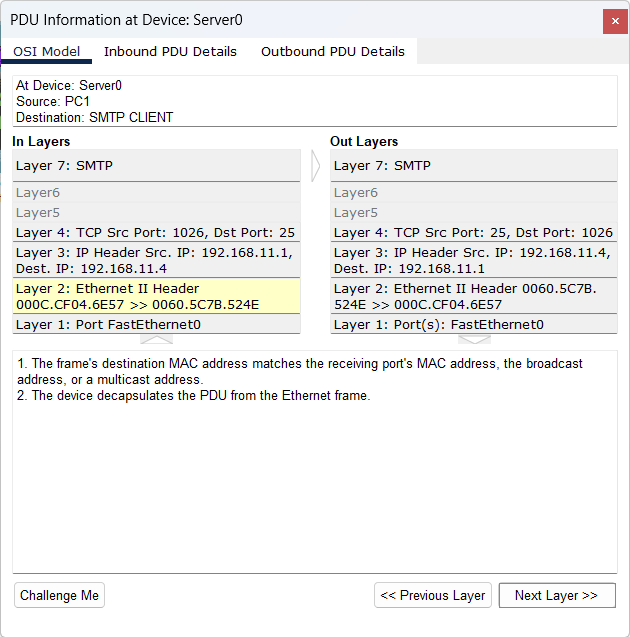 PDU Information at Device: Server0
OSI Model Inbound PDU Details Outbound PDU Details
At Device: Server0
Source: PC1
Destination: SMTP CLIENT
In Layers
Layer 7: SMTP
Layer6
Layer5
Layer 4: TCP Src Port: 1026, Dst Port: 25
Layer 3: IP Header Src. IP: 192.168.11.1,
Dest. IP: 192.168.11.4
Layer 2: Ethernet II Header
000C.CF04.6E57 >> 0060.5C7B.524E
Layer 1: Port FastEthernet0
Out Layers
Layer 7: SMTP
Layer6
Layer5
Layer 4: TCP Src Port: 25, Dst Port: 1026
Layer 3: IP Header Src. IP: 192.168.11.4,
Dest. IP: 192.168.11.1
Layer 2: Ethernet II Header 0060.5C7B.
524E >> 000C.CF04.6E57
Layer 1: Port(s): FastEthernet0
1. The frame's destination MAC address matches the receiving port's MAC address, the broadcast
address, or a multicast address.
2. The device decapsulates the PDU from the Ethernet frame.
Challenge Me << Previous Layer Next Layer >>